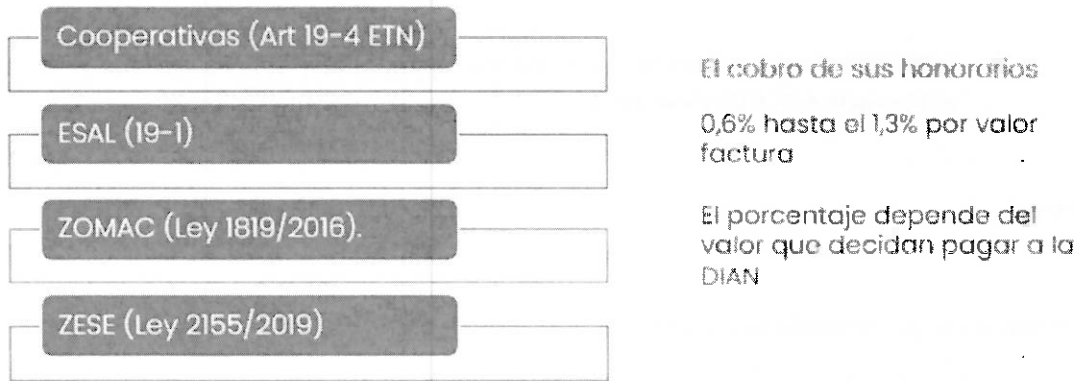 Cooperativas (Art 19-4 ETN)
ESAL (19-1)
ZOMAC (Ley 1819/2016).
ZESE (Ley 2155/2019)
El cobro de sus honorarios
0,6% hasta el 1,3% por valor
factura
El porcentaje depende del
valor que decidan pagar a la
DIAN